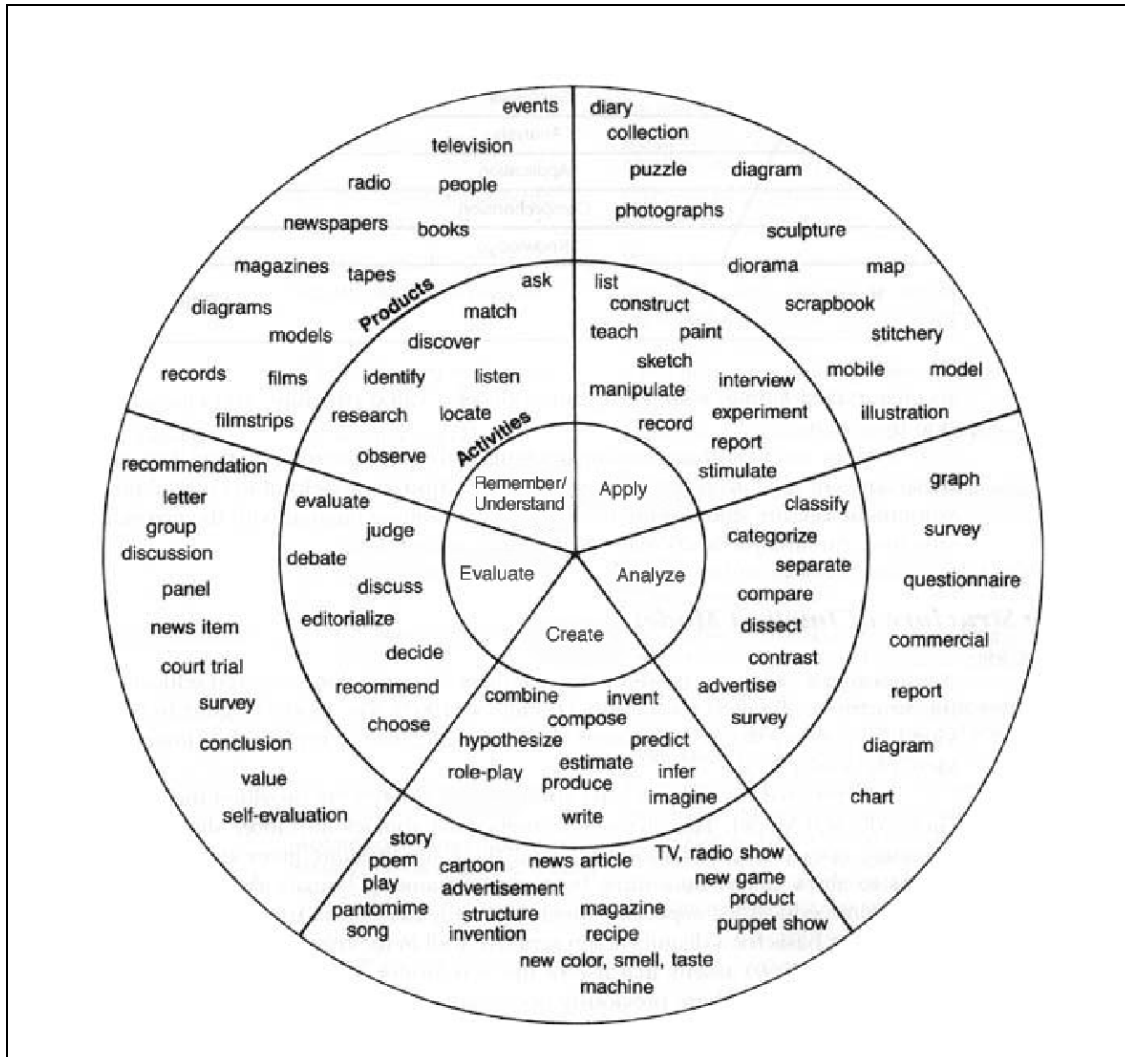 events
television
radio
people
newspapers
books
magazines
tapes
diagrams
models
records
films
filmstrips
Products
ask
match
discover
identify
listen
research
locate
observe
Activities
Remember/
Understand
diary
collection
puzzle
diagram
photographs
sculpture
diorama
map
scrapbook
stitchery
mobile
model
illustration
list
construct
teach
paint
sketch
manipulate
interview
experiment
record
report
stimulate
Apply
graph
survey
questionnaire
commercial
report
diagram
chart
classify
categorize
separate
compare
dissect
contrast
advertise
survey
Analyze
Create
combine
invent
compose
hypothesize
predict
estimate
role-play
produce
infer
imagine
write
story
poem
play
pantomime
song
cartoon
news article
advertisement
structure
invention
magazine
recipe
TV, radio show
new game
product
puppet show
new color, smell, taste
machine
Evaluate
evaluate
judge
debate
discuss
editorialize
decide
recommend
choose
recommendation
letter
group
discussion
panel
news item
court trial
survey
conclusion
value
self-evaluation